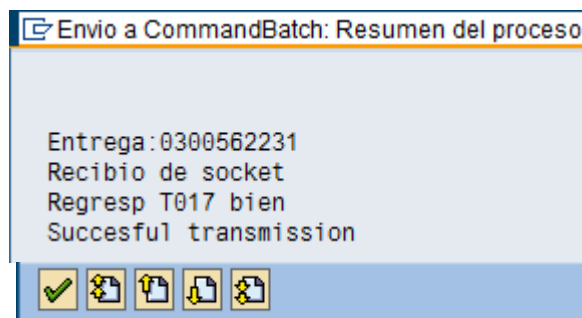 Envio a CommandBatch: Resumen del proceso
Entrega:0300562231
Recibio de socket
Regresp T017 bien
Succesful transmission